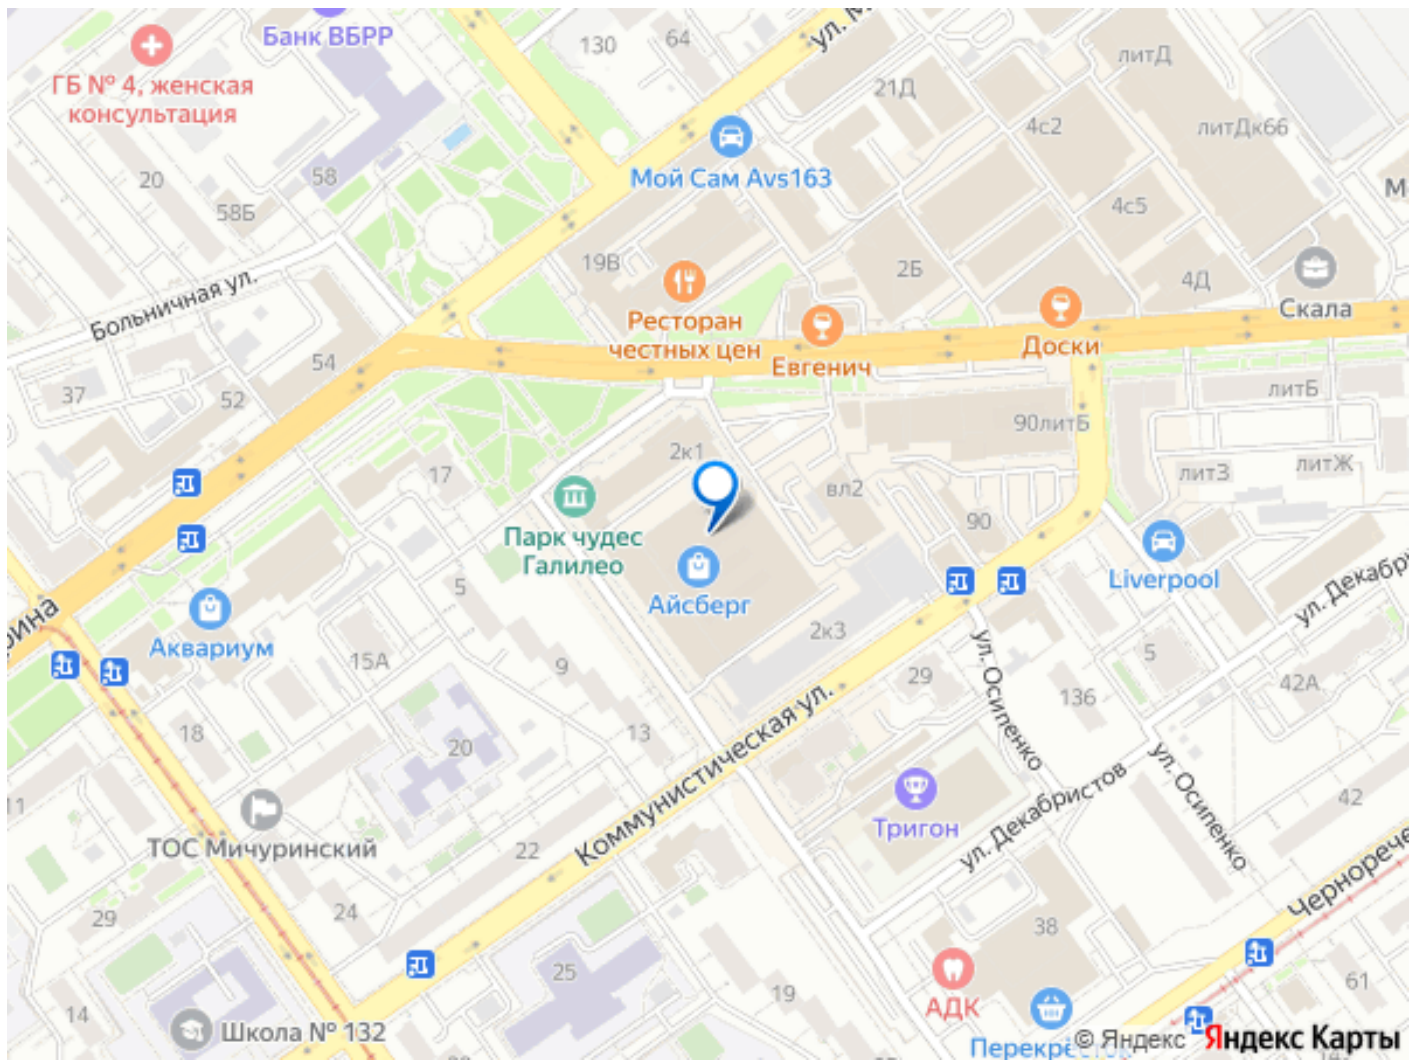 Банк ВБРР
130
64
ул. М
литД
ГБ № 4, женская
консультация
21Д
4с2
литДк66
20
58
Мой Сам Avs163
М
58Б
4с5
19В
2Б
4Д
Больничная ул.
Скала
Ресторан
честных цен
Евгенич
Доски
54
37
52
литБ
90литБ
2к1
17
вл2
литЗ
литЖ
90
Парк чудес
Галилео
Liverpool
ул. Декабри
5
Айсберг
рина
Аквариум
15А
2к3
9
29
ул. Осипенко
5
136
42А
18
20
13
Коммунистическая ул.
ул. Осипенко
11
Тригон
ул. Декабристов
42
ТОС Мичуринский
22
Чернорече
29
24
38
25
19
61
14
АДК
Школа № 132
Перекрёсток
© Яндекс Яндекс Карты